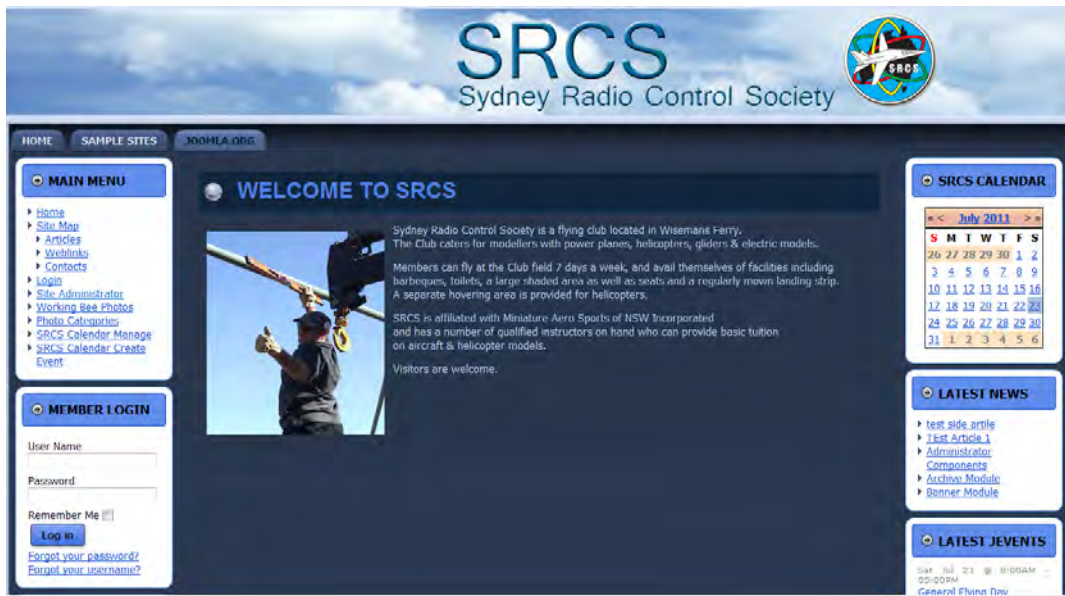 SRCS
Sydney Radio Control Society
SRCS
HOME
SAMPLE SITES
JOOMLA.ORG
MAIN MENU
Home
Site Map
Articles
Weblinks
Contacts
Login
Site Administrator
Working Bee Photos
Photo Categories
SRCS Calendar Manage
SRCS Calendar Create
Event
MEMBER LOGIN
User Name
Password
Remember Me
Log in
Forgot your password?
Forgot your username?
WELCOME TO SRCS
Sydney Radio Control Society is a flying club located in Wisemans Ferry.
The Club caters for modellers with power planes, helicopters, gliders & electric models.
Members can fly at the Club field 7 days a week, and avail themselves of facilities including
barbeques, toilets, a large shaded area as well as seats and a regularly mown landing strip.
A separate hovering area is provided for helicopters.
SRCS is affiliated with Miniature Aero Sports of NSW Incorporated
and has a number of qualified instructors on hand who can provide basic tuition
on aircraft & helicopter models.
Visitors are welcome.
SRCS CALENDAR
« < July 2011 > »
S M T W T F S
26 27 28 29 30 1 2
3 4 5 6 7 8 9
10 11 12 13 14 15 16
17 18 19 20 21 22 23
24 25 26 27 28 29 30
31 1 2 3 4 5 6
LATEST NEWS
test side artile
TEst Article 1
Administrator
Components
Archive Module
Banner Module
LATEST JEVENTS
Sat Jul 23 @ 8:00AM -
05:00PM
General Flying Day